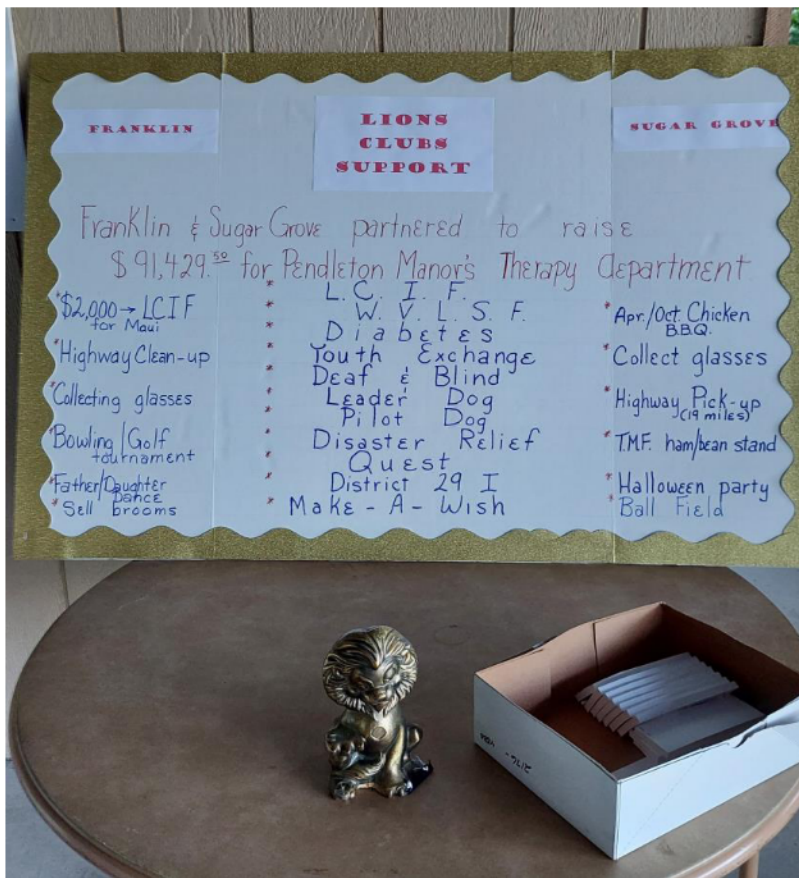 FRANKLIN
LIONS
CLUBS
SUPPORT
SUGAR GROVE
Franklin & Sugar Grove partnered to raise
$91,429.50 for Pendleton Manor's Therapy department
*$2,000→LCIF
for Maui
*Highway Clean-up
*Collecting glasses
*Bowling/Golf
tournament
*Father/Daughter
Dance
*Sell brooms
* L. C. I. F.
* W. V. L. S. F.
* Diabetes
* Youth Exchange
* Deaf & Blind
* Leader Dog
* Pilot Dog
* Disaster Relief
* Quest
* District 29 I
* Make-A-Wish
* Apr./Oct. Chicken
B.B.Q.
* Collect glasses
* Highway Pick-up
(19 miles)
* T.M.F. ham/bean stand
* Halloween party
* Ball Field